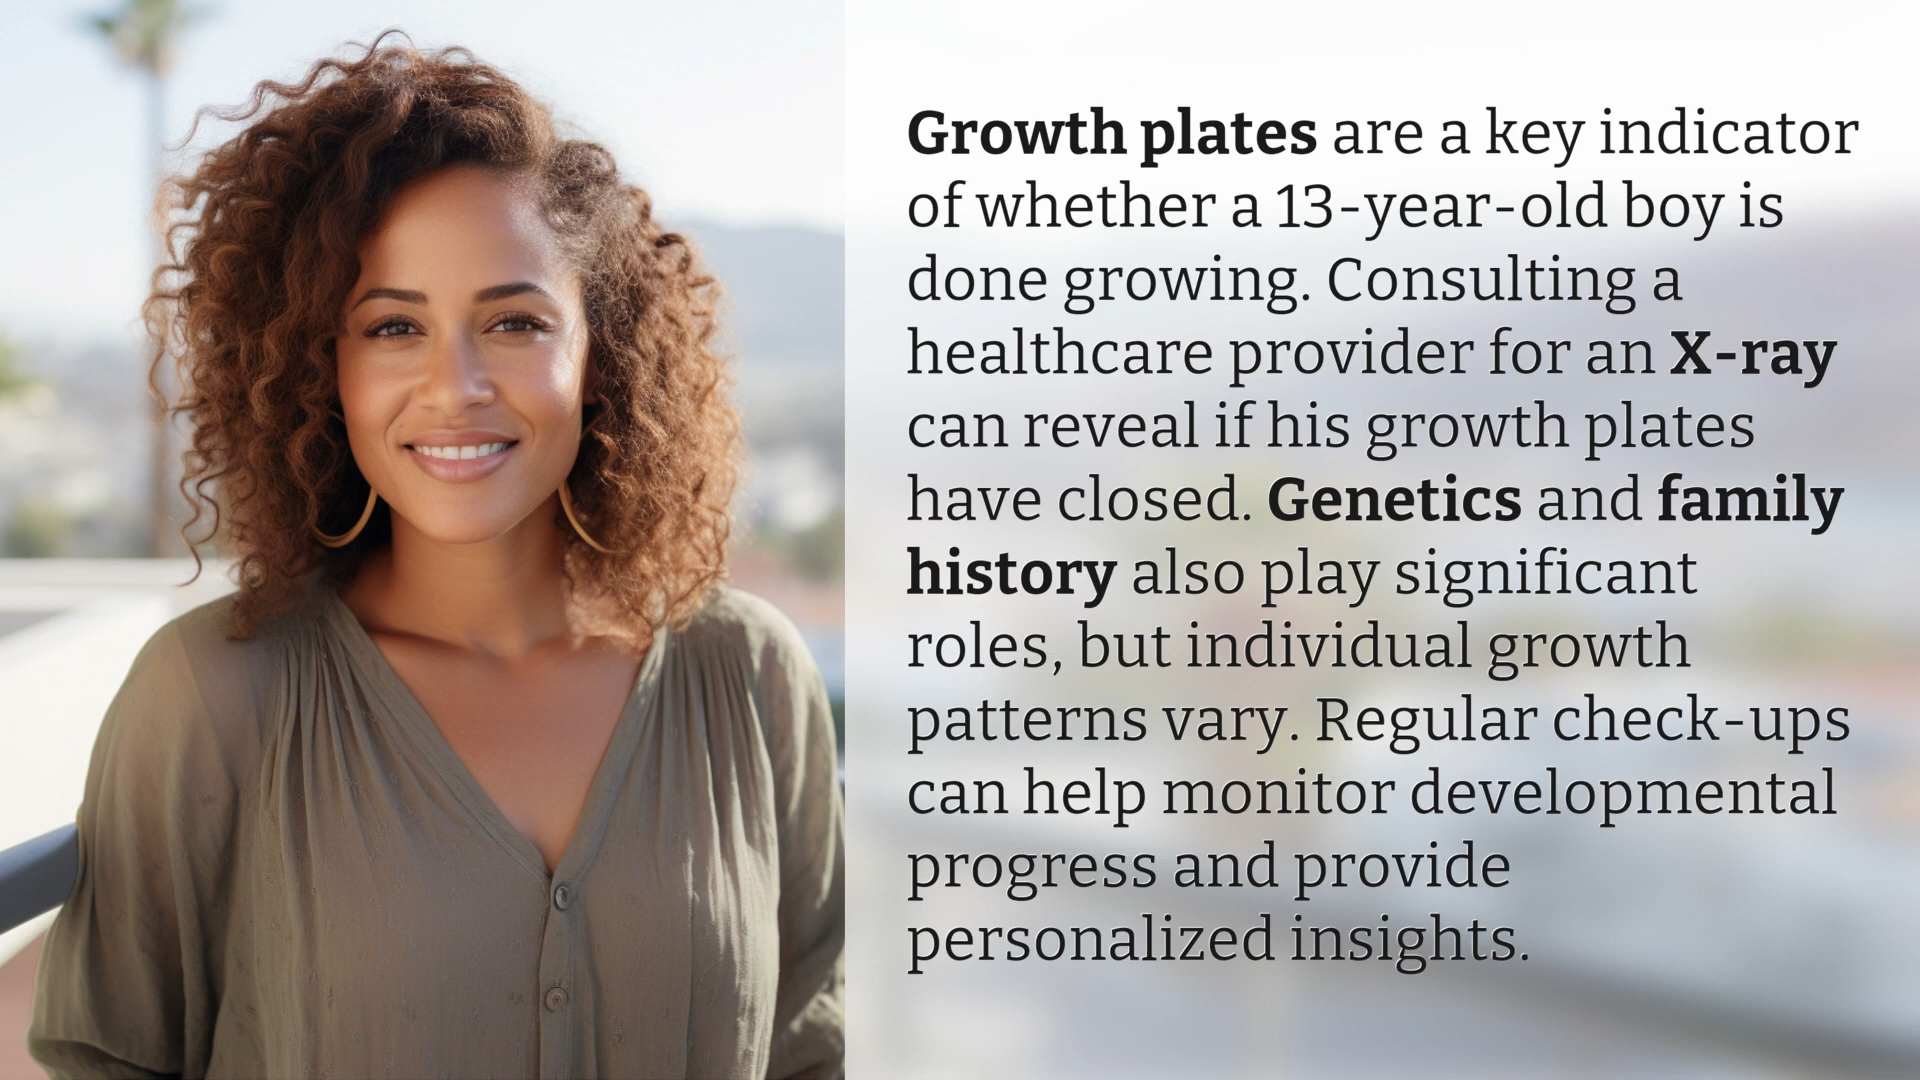 Growth plates are a key indicator
of whether a 13-year-old boy is
done growing. Consulting a
healthcare provider for an X-ray
can reveal if his growth plates
have closed. Genetics and family
history also play significant
roles, but individual growth
patterns vary. Regular check-ups
can help monitor developmental
progress and provide
personalized insights.